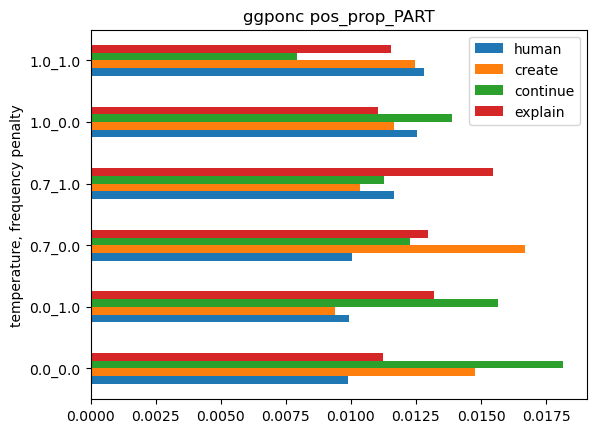 ggponc pos_prop_PART
human
create
continue
explain
temperature, frequency penalty
1.0_1.0
1.0_0.0
0.7_1.0
0.7_0.0
0.0_1.0
0.0_0.0
0.0000 0.0025 0.0050 0.0075 0.0100 0.0125 0.0150 0.0175